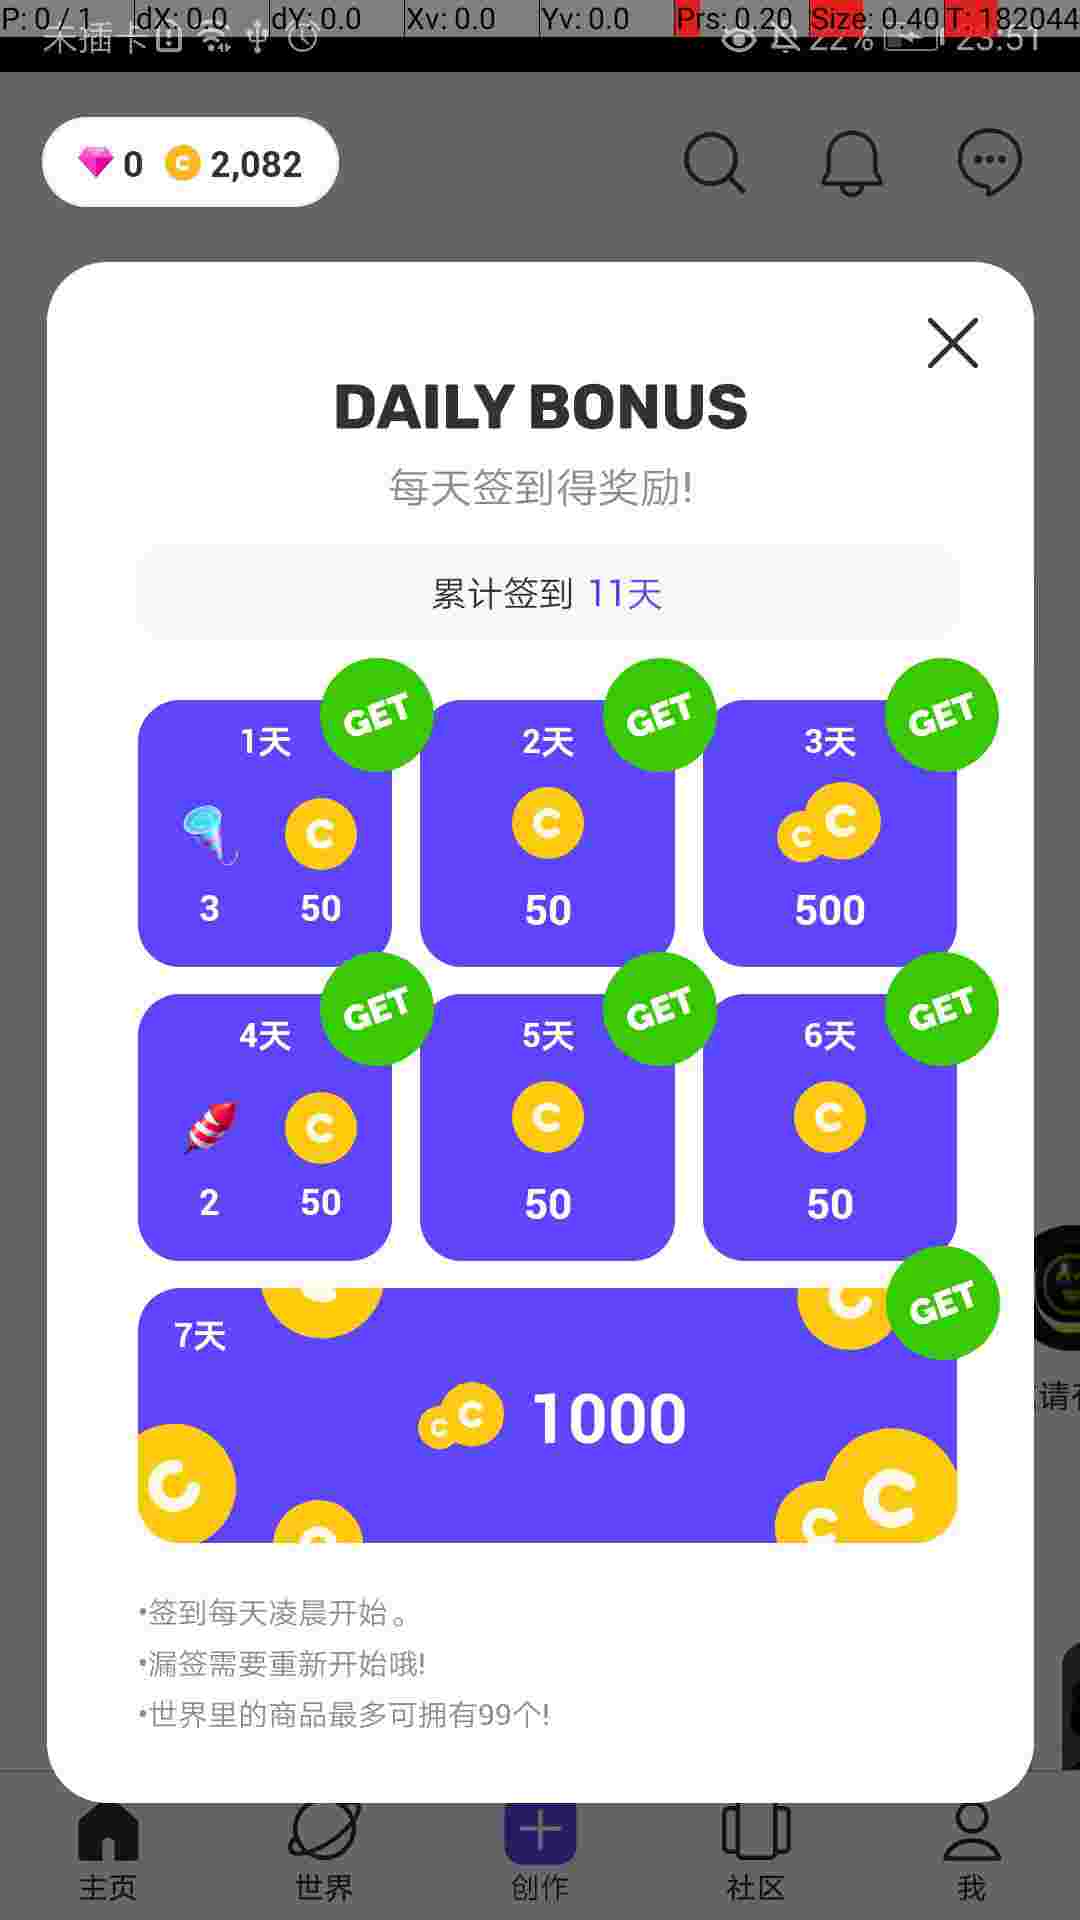 P: 0 / 1 dX: 0.0 dY: 0.0 Xv: 0.0 Yv: 0.0 Prs: 0.20 Size: 0.40 T: 182044
未插卡 22% 23:51
0 2,082
DAILY BONUS
每天签到得奖励!
累计签到 11天
GET GET GET
1天 2天 3天
3 50 50 500
GET GET GET
4天 5天 6天
2 50 50 50
GET
7天
1000
•签到每天凌晨开始。
•漏签需要重新开始哦!
•世界里的商品最多可拥有99个!
请
主页 世界 创作 社区 我